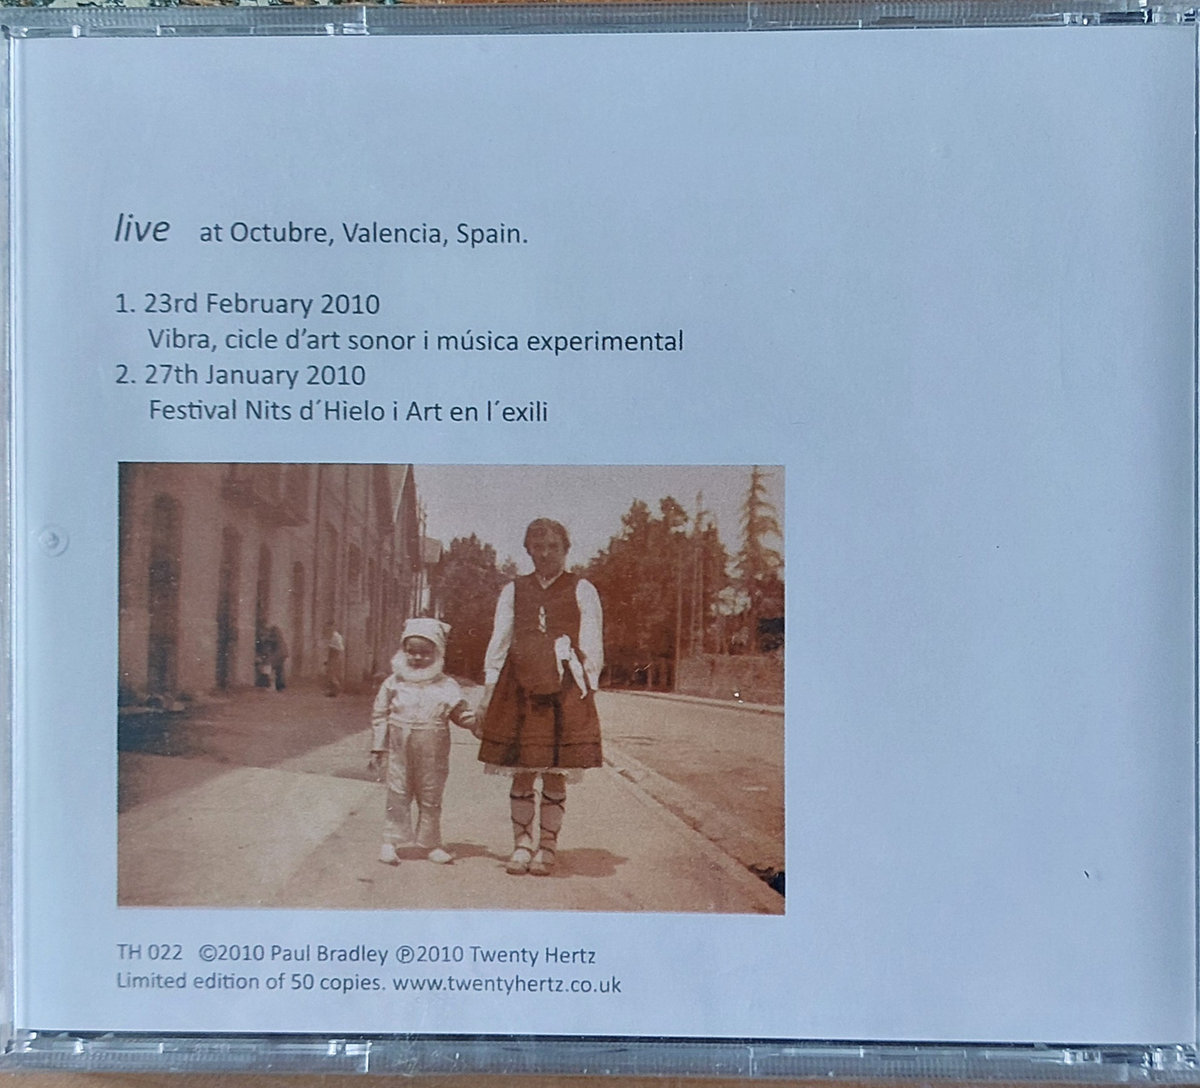 live at Octubre, Valencia, Spain.
1. 23rd February 2010
Vibra, cicle d'art sonor i música experimental
2. 27th January 2010
Festival Nits d´Hielo i Art en l´exili
TH 022 ©2010 Paul Bradley ℗2010 Twenty Hertz
Limited edition of 50 copies. www.twentyhertz.co.uk